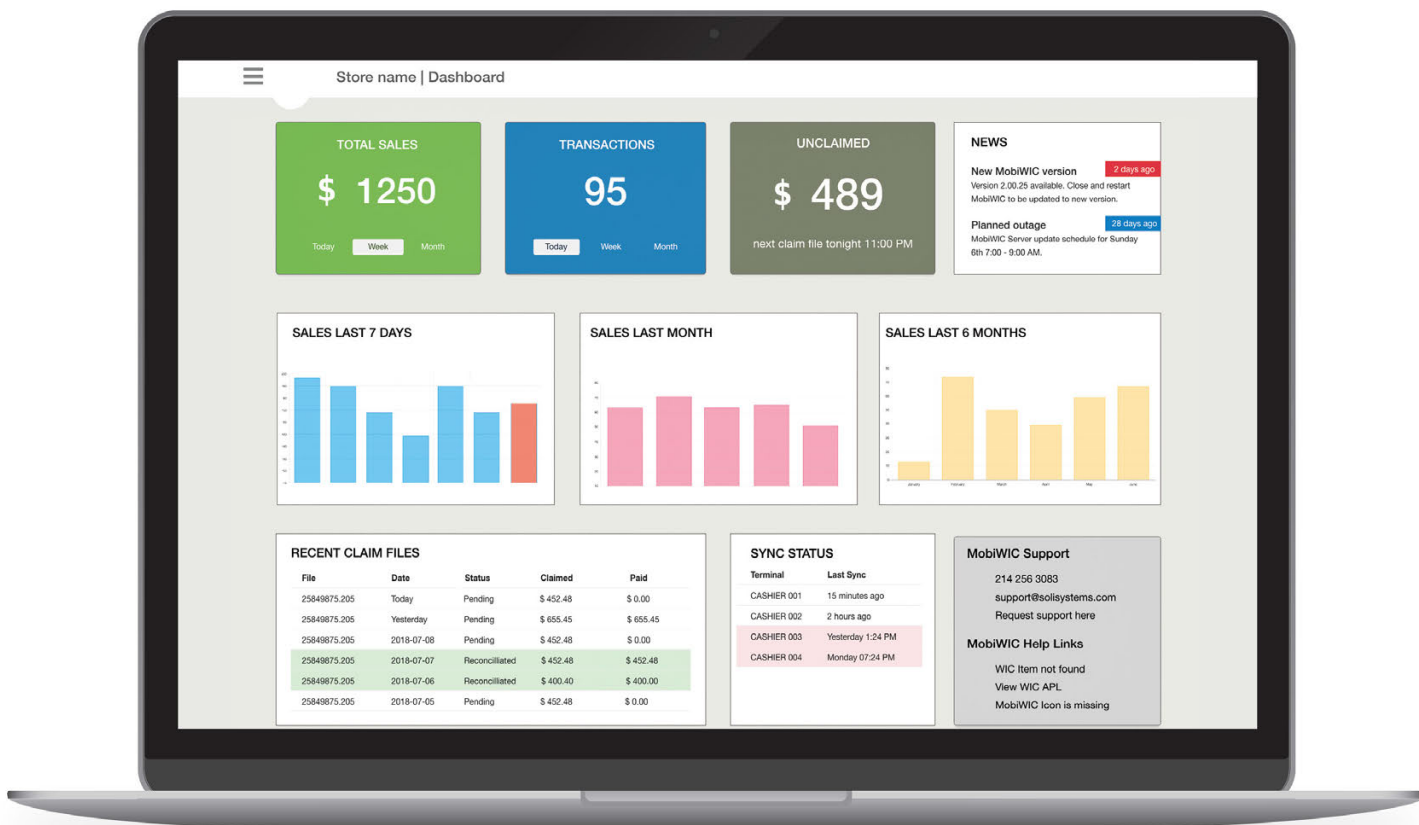 Store name | Dashboard
TOTAL SALES
$ 1250
Today Week Month
TRANSACTIONS
95
Today Week Month
UNCLAIMED
$ 489
next claim file tonight 11:00 PM
NEWS
New MobiWIC version 2 days ago
Version 2.00.25 available. Close and restart
MobiWIC to be updated to new version.
Planned outage 28 days ago
MobiWIC Server update schedule for Sunday
6th 7:00 - 9:00 AM.
SALES LAST 7 DAYS
SALES LAST MONTH
SALES LAST 6 MONTHS
January February March April May June
RECENT CLAIM FILES
File Date Status Claimed Paid
25849875.205 Today Pending $ 452.48 $ 0.00
25849875.205 Yesterday Pending $ 655.45 $ 655.45
25849875.205 2018-07-08 Pending $ 452.48 $ 0.00
25849875.205 2018-07-07 Reconcilliated $ 452.48 $ 452.48
25849875.205 2018-07-06 Reconcilliated $ 400.40 $ 400.00
25849875.205 2018-07-05 Pending $ 452.48 $ 0.00
SYNC STATUS
Terminal Last Sync
CASHIER 001 15 minutes ago
CASHIER 002 2 hours ago
CASHIER 003 Yesterday 1:24 PM
CASHIER 004 Monday 07:24 PM
MobiWIC Support
214 256 3083
support@solisystems.com
Request support here
MobiWIC Help Links
WIC Item not found
View WIC APL
MobiWIC Icon is missing